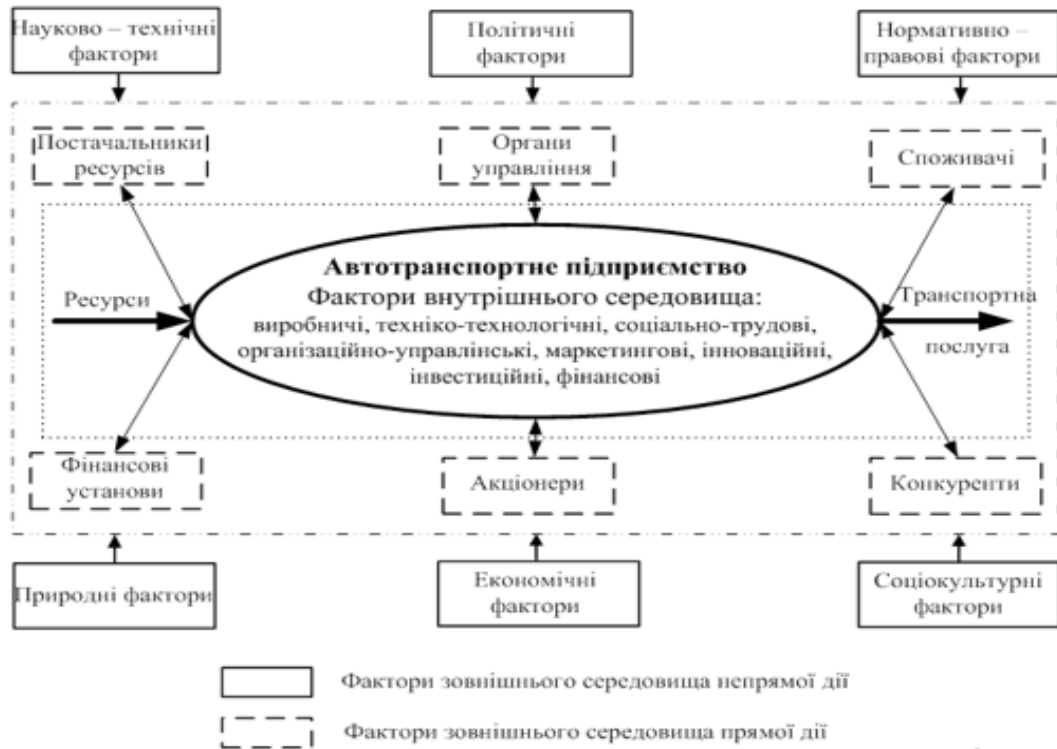 Науково – технічні
фактори
Політичні
фактори
Нормативно –
правові фактори
Постачальники
ресурсів
Органи
управління
Споживачі
Автотранспортне підприємство
Фактори внутрішнього середовища:
виробничі, техніко-технологічні, соціально-трудові,
організаційно-управлінські, маркетингові, інноваційні,
інвестиційні, фінансові
Ресурси
Транспортна
послуга
Фінансові
установи
Акціонери
Конкуренти
Природні фактори
Економічні
фактори
Соціокультурні
фактори
Фактори зовнішнього середовища непрямої дії
Фактори зовнішнього середовища прямої дії